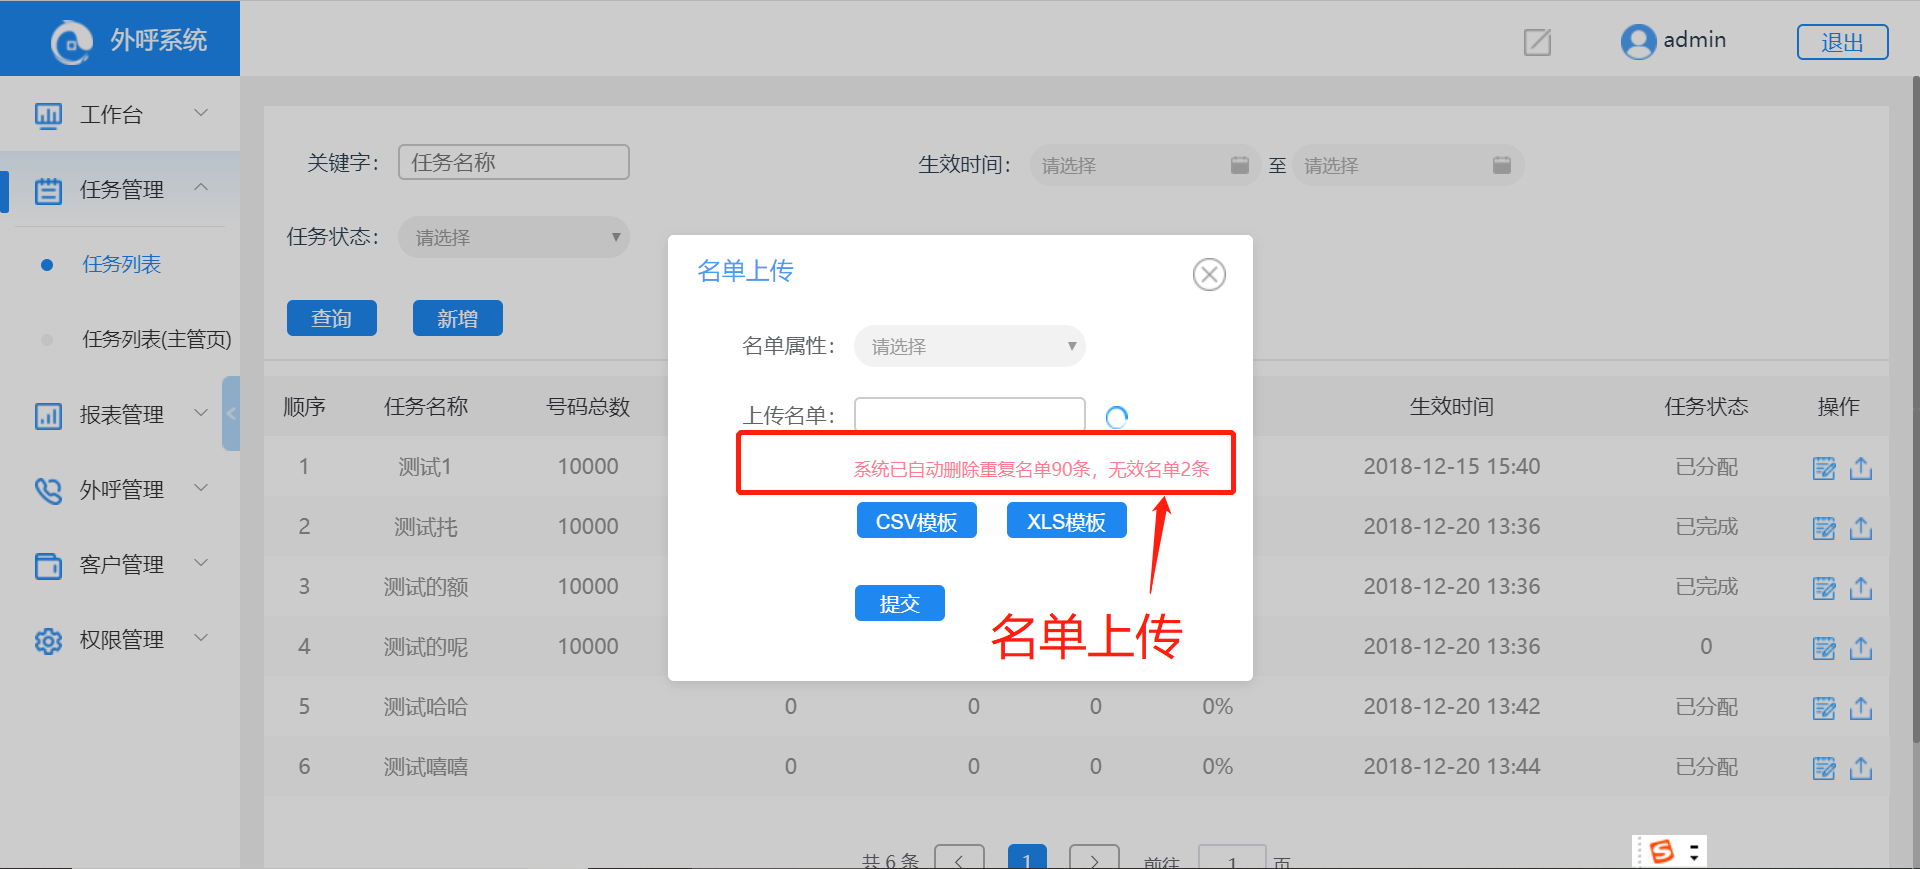 外呼系统
admin
退出
工作台
任务管理
任务列表
任务列表(主管页)
报表管理
外呼管理
客户管理
权限管理
关键字：
任务名称
生效时间：
请选择
至
请选择
任务状态：
请选择
查询
新增
名单上传
名单属性：
请选择
上传名单：
系统已自动删除重复名单90条，无效名单2条
CSV模板
XLS模板
提交
名单上传
顺序 任务名称 号码总数 生效时间 任务状态 操作
1 测试1 10000 2018-12-15 15:40 已分配
2 测试扥 10000 2018-12-20 13:36 已完成
3 测试的额 10000 2018-12-20 13:36 已完成
4 测试的呢 10000 2018-12-20 13:36 0
5 测试哈哈 0 0 0 0% 2018-12-20 13:42 已分配
6 测试嘻嘻 0 0 0 0% 2018-12-20 13:44 已分配
共 6 条 1 前往 1 页